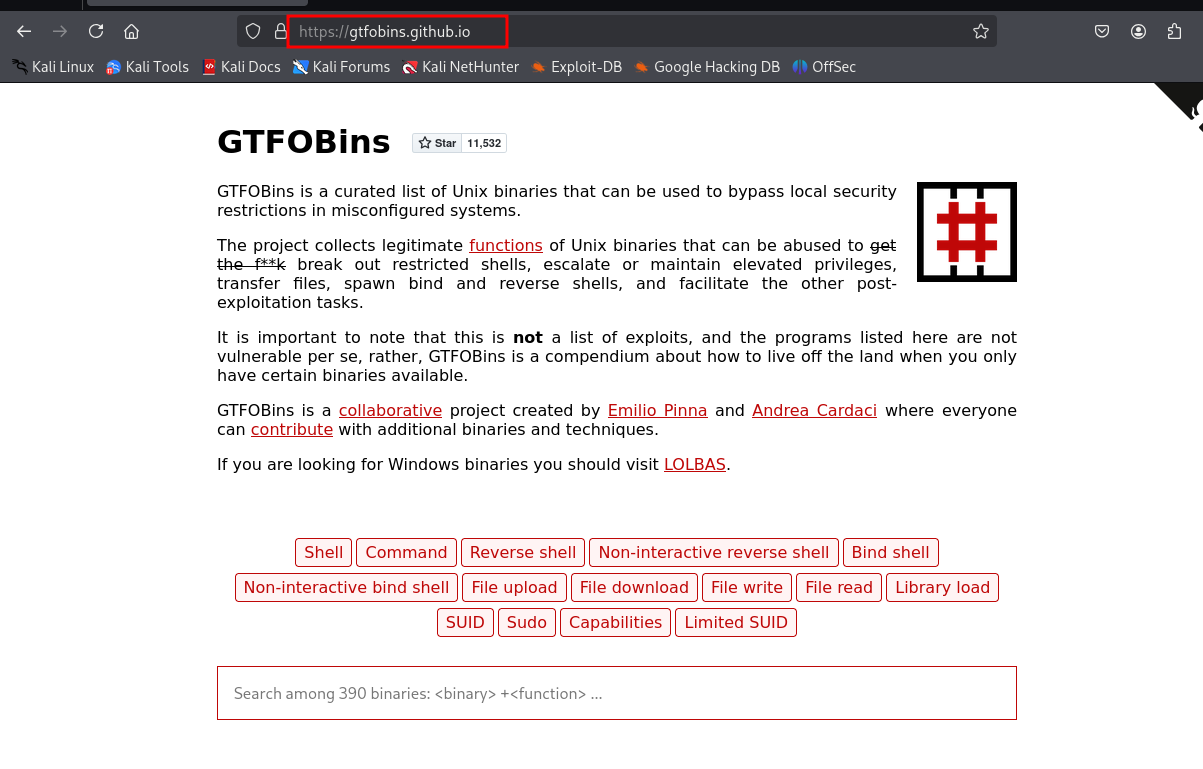 https://gtfobins.github.io
Kali Linux Kali Tools Kali Docs Kali Forums Kali NetHunter Exploit-DB Google Hacking DB OffSec
GTFOBins Star 11,532
GTFOBins is a curated list of Unix binaries that can be used to bypass local security
restrictions in misconfigured systems.
The project collects legitimate functions of Unix binaries that can be abused to get
the f**k break out restricted shells, escalate or maintain elevated privileges,
transfer files, spawn bind and reverse shells, and facilitate the other post-
exploitation tasks.
It is important to note that this is not a list of exploits, and the programs listed here are not
vulnerable per se, rather, GTFOBins is a compendium about how to live off the land when you only
have certain binaries available.
GTFOBins is a collaborative project created by Emilio Pinna and Andrea Cardaci where everyone
can contribute with additional binaries and techniques.
If you are looking for Windows binaries you should visit LOLBAS.
Shell Command Reverse shell Non-interactive reverse shell Bind shell
Non-interactive bind shell File upload File download File write File read Library load
SUID Sudo Capabilities Limited SUID
Search among 390 binaries: <binary> +<function> ...